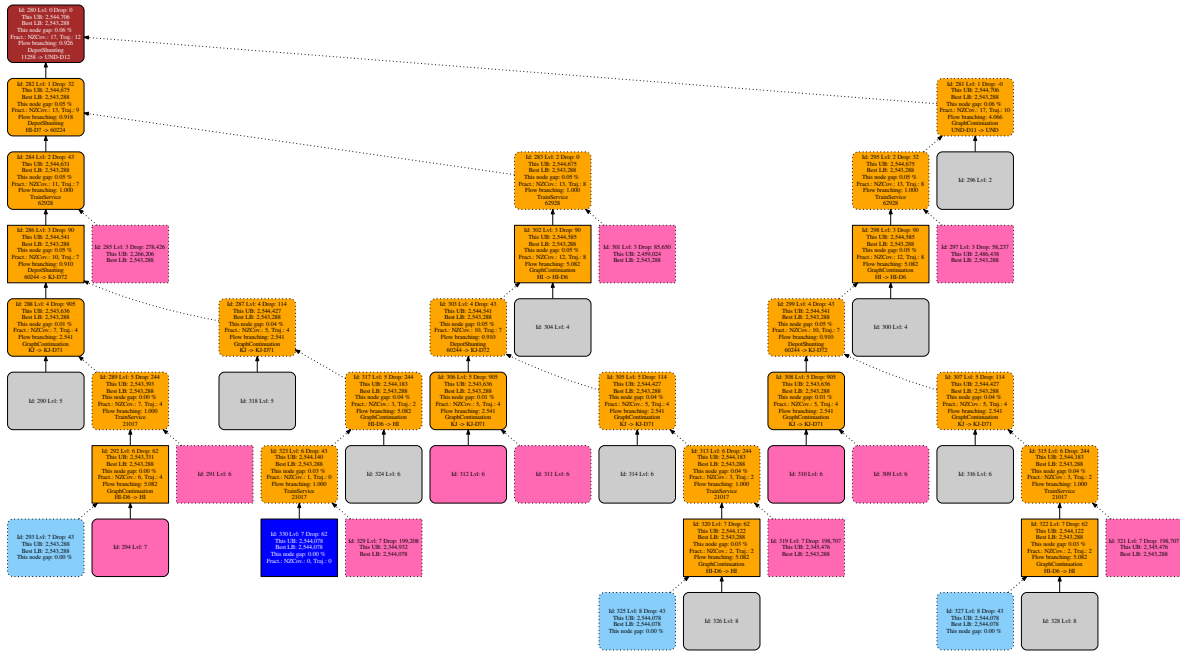 Id: 280 Lvl: 0 Drop: 0
This UB: 2,544,706
Best LB: 2,543,288
This node gap: 0.06 %
Fract.: NZCov.: 17, Traj.: 12
Flow branching: 0.926
DepotShunting
11258 -> UND-D12
Id: 282 Lvl: 1 Drop: 32
This UB: 2,544,675
Best LB: 2,543,288
This node gap: 0.05 %
Fract.: NZCov.: 13, Traj.: 9
Flow branching: 0.918
DepotShunting
HI-D7 -> 60224
Id: 281 Lvl: 1 Drop: -0
This UB: 2,544,706
Best LB: 2,543,288
This node gap: 0.06 %
Fract.: NZCov.: 17, Traj.: 10
Flow branching: 4.066
GraphContinuation
UND-D11 -> UND
Id: 284 Lvl: 2 Drop: 43
This UB: 2,544,631
Best LB: 2,543,288
This node gap: 0.05 %
Fract.: NZCov.: 11, Traj.: 7
Flow branching: 1.000
TrainService
62928
Id: 283 Lvl: 2 Drop: 0
This UB: 2,544,675
Best LB: 2,543,288
This node gap: 0.05 %
Fract.: NZCov.: 13, Traj.: 8
Flow branching: 1.000
TrainService
62928
Id: 295 Lvl: 2 Drop: 32
This UB: 2,544,675
Best LB: 2,543,288
This node gap: 0.05 %
Fract.: NZCov.: 13, Traj.: 8
Flow branching: 1.000
TrainService
62928
Id: 296 Lvl: 2
Id: 286 Lvl: 3 Drop: 90
This UB: 2,544,541
Best LB: 2,543,288
This node gap: 0.05 %
Fract.: NZCov.: 10, Traj.: 7
Flow branching: 0.910
DepotShunting
60244 -> KJ-D72
Id: 285 Lvl: 3 Drop: 278,426
This UB: 2,266,206
Best LB: 2,543,288
Id: 302 Lvl: 3 Drop: 90
This UB: 2,544,585
Best LB: 2,543,288
This node gap: 0.05 %
Fract.: NZCov.: 12, Traj.: 8
Flow branching: 5.082
GraphContinuation
HI -> HI-D6
Id: 301 Lvl: 3 Drop: 85,650
This UB: 2,459,024
Best LB: 2,543,288
Id: 298 Lvl: 3 Drop: 90
This UB: 2,544,585
Best LB: 2,543,288
This node gap: 0.05 %
Fract.: NZCov.: 12, Traj.: 8
Flow branching: 5.082
GraphContinuation
HI -> HI-D6
Id: 297 Lvl: 3 Drop: 58,237
This UB: 2,486,438
Best LB: 2,543,288
Id: 288 Lvl: 4 Drop: 905
This UB: 2,543,636
Best LB: 2,543,288
This node gap: 0.01 %
Fract.: NZCov.: 7, Traj.: 4
Flow branching: 2.541
GraphContinuation
KJ -> KJ-D71
Id: 287 Lvl: 4 Drop: 114
This UB: 2,544,427
Best LB: 2,543,288
This node gap: 0.04 %
Fract.: NZCov.: 5, Traj.: 4
Flow branching: 2.541
GraphContinuation
KJ -> KJ-D71
Id: 303 Lvl: 4 Drop: 43
This UB: 2,544,541
Best LB: 2,543,288
This node gap: 0.05 %
Fract.: NZCov.: 10, Traj.: 7
Flow branching: 0.910
DepotShunting
60244 -> KJ-D72
Id: 304 Lvl: 4
Id: 299 Lvl: 4 Drop: 43
This UB: 2,544,541
Best LB: 2,543,288
This node gap: 0.05 %
Fract.: NZCov.: 10, Traj.: 7
Flow branching: 0.910
DepotShunting
60244 -> KJ-D72
Id: 300 Lvl: 4
Id: 290 Lvl: 5
Id: 289 Lvl: 5 Drop: 244
This UB: 2,543,393
Best LB: 2,543,288
This node gap: 0.00 %
Fract.: NZCov.: 7, Traj.: 4
Flow branching: 1.000
TrainService
21017
Id: 318 Lvl: 5
Id: 317 Lvl: 5 Drop: 244
This UB: 2,544,183
Best LB: 2,543,288
This node gap: 0.04 %
Fract.: NZCov.: 3, Traj.: 2
Flow branching: 5.082
GraphContinuation
HI-D6 -> HI
Id: 306 Lvl: 5 Drop: 905
This UB: 2,543,636
Best LB: 2,543,288
This node gap: 0.01 %
Fract.: NZCov.: 5, Traj.: 4
Flow branching: 2.541
GraphContinuation
KJ -> KJ-D71
Id: 305 Lvl: 5 Drop: 114
This UB: 2,544,427
Best LB: 2,543,288
This node gap: 0.04 %
Fract.: NZCov.: 5, Traj.: 4
Flow branching: 2.541
GraphContinuation
KJ -> KJ-D71
Id: 308 Lvl: 5 Drop: 905
This UB: 2,543,636
Best LB: 2,543,288
This node gap: 0.01 %
Fract.: NZCov.: 5, Traj.: 4
Flow branching: 2.541
GraphContinuation
KJ -> KJ-D71
Id: 307 Lvl: 5 Drop: 114
This UB: 2,544,427
Best LB: 2,543,288
This node gap: 0.04 %
Fract.: NZCov.: 5, Traj.: 4
Flow branching: 2.541
GraphContinuation
KJ -> KJ-D71
Id: 292 Lvl: 6 Drop: 62
This UB: 2,543,331
Best LB: 2,543,288
This node gap: 0.00 %
Fract.: NZCov.: 6, Traj.: 4
Flow branching: 5.082
GraphContinuation
HI-D6 -> HI
Id: 291 Lvl: 6
Id: 323 Lvl: 6 Drop: 43
This UB: 2,544,140
Best LB: 2,543,288
This node gap: 0.03 %
Fract.: NZCov.: 1, Traj.: 0
Flow branching: 1.000
TrainService
21017
Id: 324 Lvl: 6
Id: 312 Lvl: 6
Id: 311 Lvl: 6
Id: 314 Lvl: 6
Id: 313 Lvl: 6 Drop: 244
This UB: 2,544,183
Best LB: 2,543,288
This node gap: 0.04 %
Fract.: NZCov.: 3, Traj.: 2
Flow branching: 1.000
TrainService
21017
Id: 310 Lvl: 6
Id: 309 Lvl: 6
Id: 316 Lvl: 6
Id: 315 Lvl: 6 Drop: 244
This UB: 2,544,183
Best LB: 2,543,288
This node gap: 0.04 %
Fract.: NZCov.: 3, Traj.: 2
Flow branching: 1.000
TrainService
21017
Id: 293 Lvl: 7 Drop: 43
This UB: 2,543,288
Best LB: 2,543,288
This node gap: 0.00 %
Id: 294 Lvl: 7
Id: 330 Lvl: 7 Drop: 62
This UB: 2,544,078
Best LB: 2,544,078
This node gap: 0.00 %
Fract.: NZCov.: 0, Traj.: 0
Id: 329 Lvl: 7 Drop: 199,208
This UB: 2,344,932
Best LB: 2,544,078
Id: 320 Lvl: 7 Drop: 62
This UB: 2,544,122
Best LB: 2,543,288
This node gap: 0.03 %
Fract.: NZCov.: 2, Traj.: 2
Flow branching: 5.082
GraphContinuation
HI-D6 -> HI
Id: 319 Lvl: 7 Drop: 198,707
This UB: 2,345,476
Best LB: 2,543,288
Id: 322 Lvl: 7 Drop: 62
This UB: 2,544,122
Best LB: 2,543,288
This node gap: 0.03 %
Fract.: NZCov.: 2, Traj.: 2
Flow branching: 5.082
GraphContinuation
HI-D6 -> HI
Id: 321 Lvl: 7 Drop: 198,707
This UB: 2,345,476
Best LB: 2,543,288
Id: 325 Lvl: 8 Drop: 43
This UB: 2,544,078
Best LB: 2,544,078
This node gap: 0.00 %
Id: 326 Lvl: 8
Id: 327 Lvl: 8 Drop: 43
This UB: 2,544,078
Best LB: 2,544,078
This node gap: 0.00 %
Id: 328 Lvl: 8